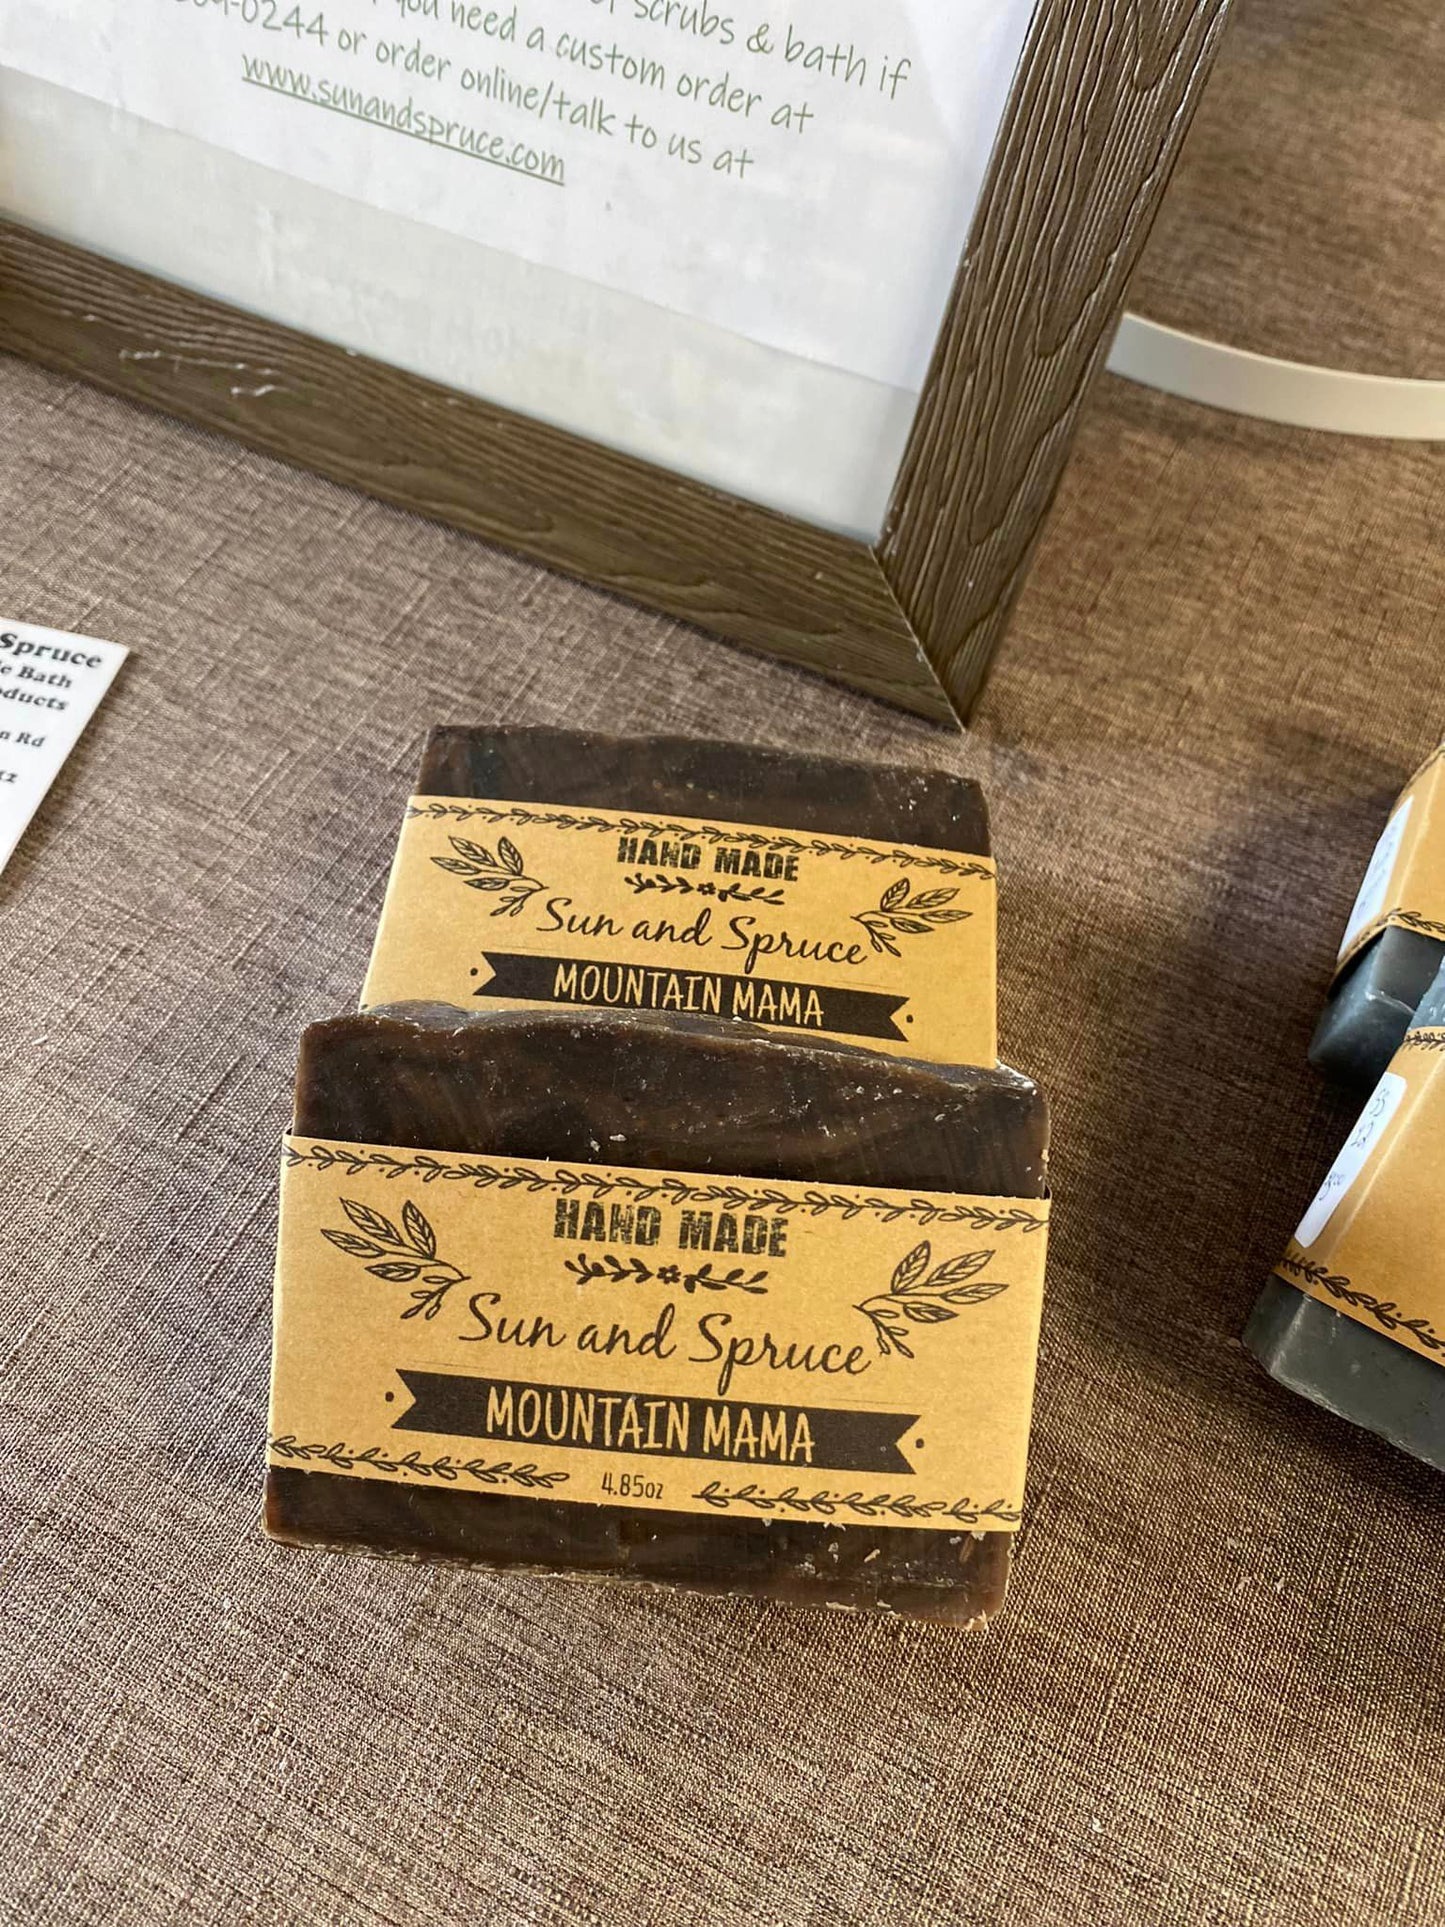 scrubs & bath if
you need a custom order at
-0244 or order online/talk to us at
www.sunandspruce.com
Spruce
Bath
n Rd
HAND MADE
Sun and Spruce
MOUNTAIN MAMA
HAND MADE
Sun and Spruce
MOUNTAIN MAMA
4.85oz